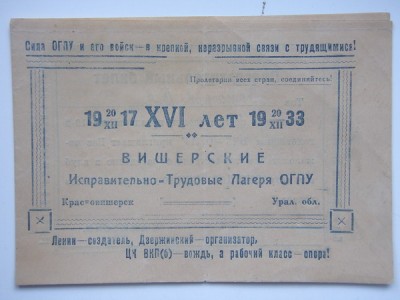 Сила ОГПУ и его войск—в крепкой, неразрывной связи с трудящимися!
Пролетарии всех стран, соединяйтесь!
19 20/XII 17 XVI лет 19 20/XII 33
ВИШЕРСКИЕ
Исправительно-Трудовые Лагеря ОГПУ
Красновишерск Урал. обл.
Ленин—создатель, Дзержинский—организатор,
ЦК ВКП(б)—вождь, а рабочий класс—опора!